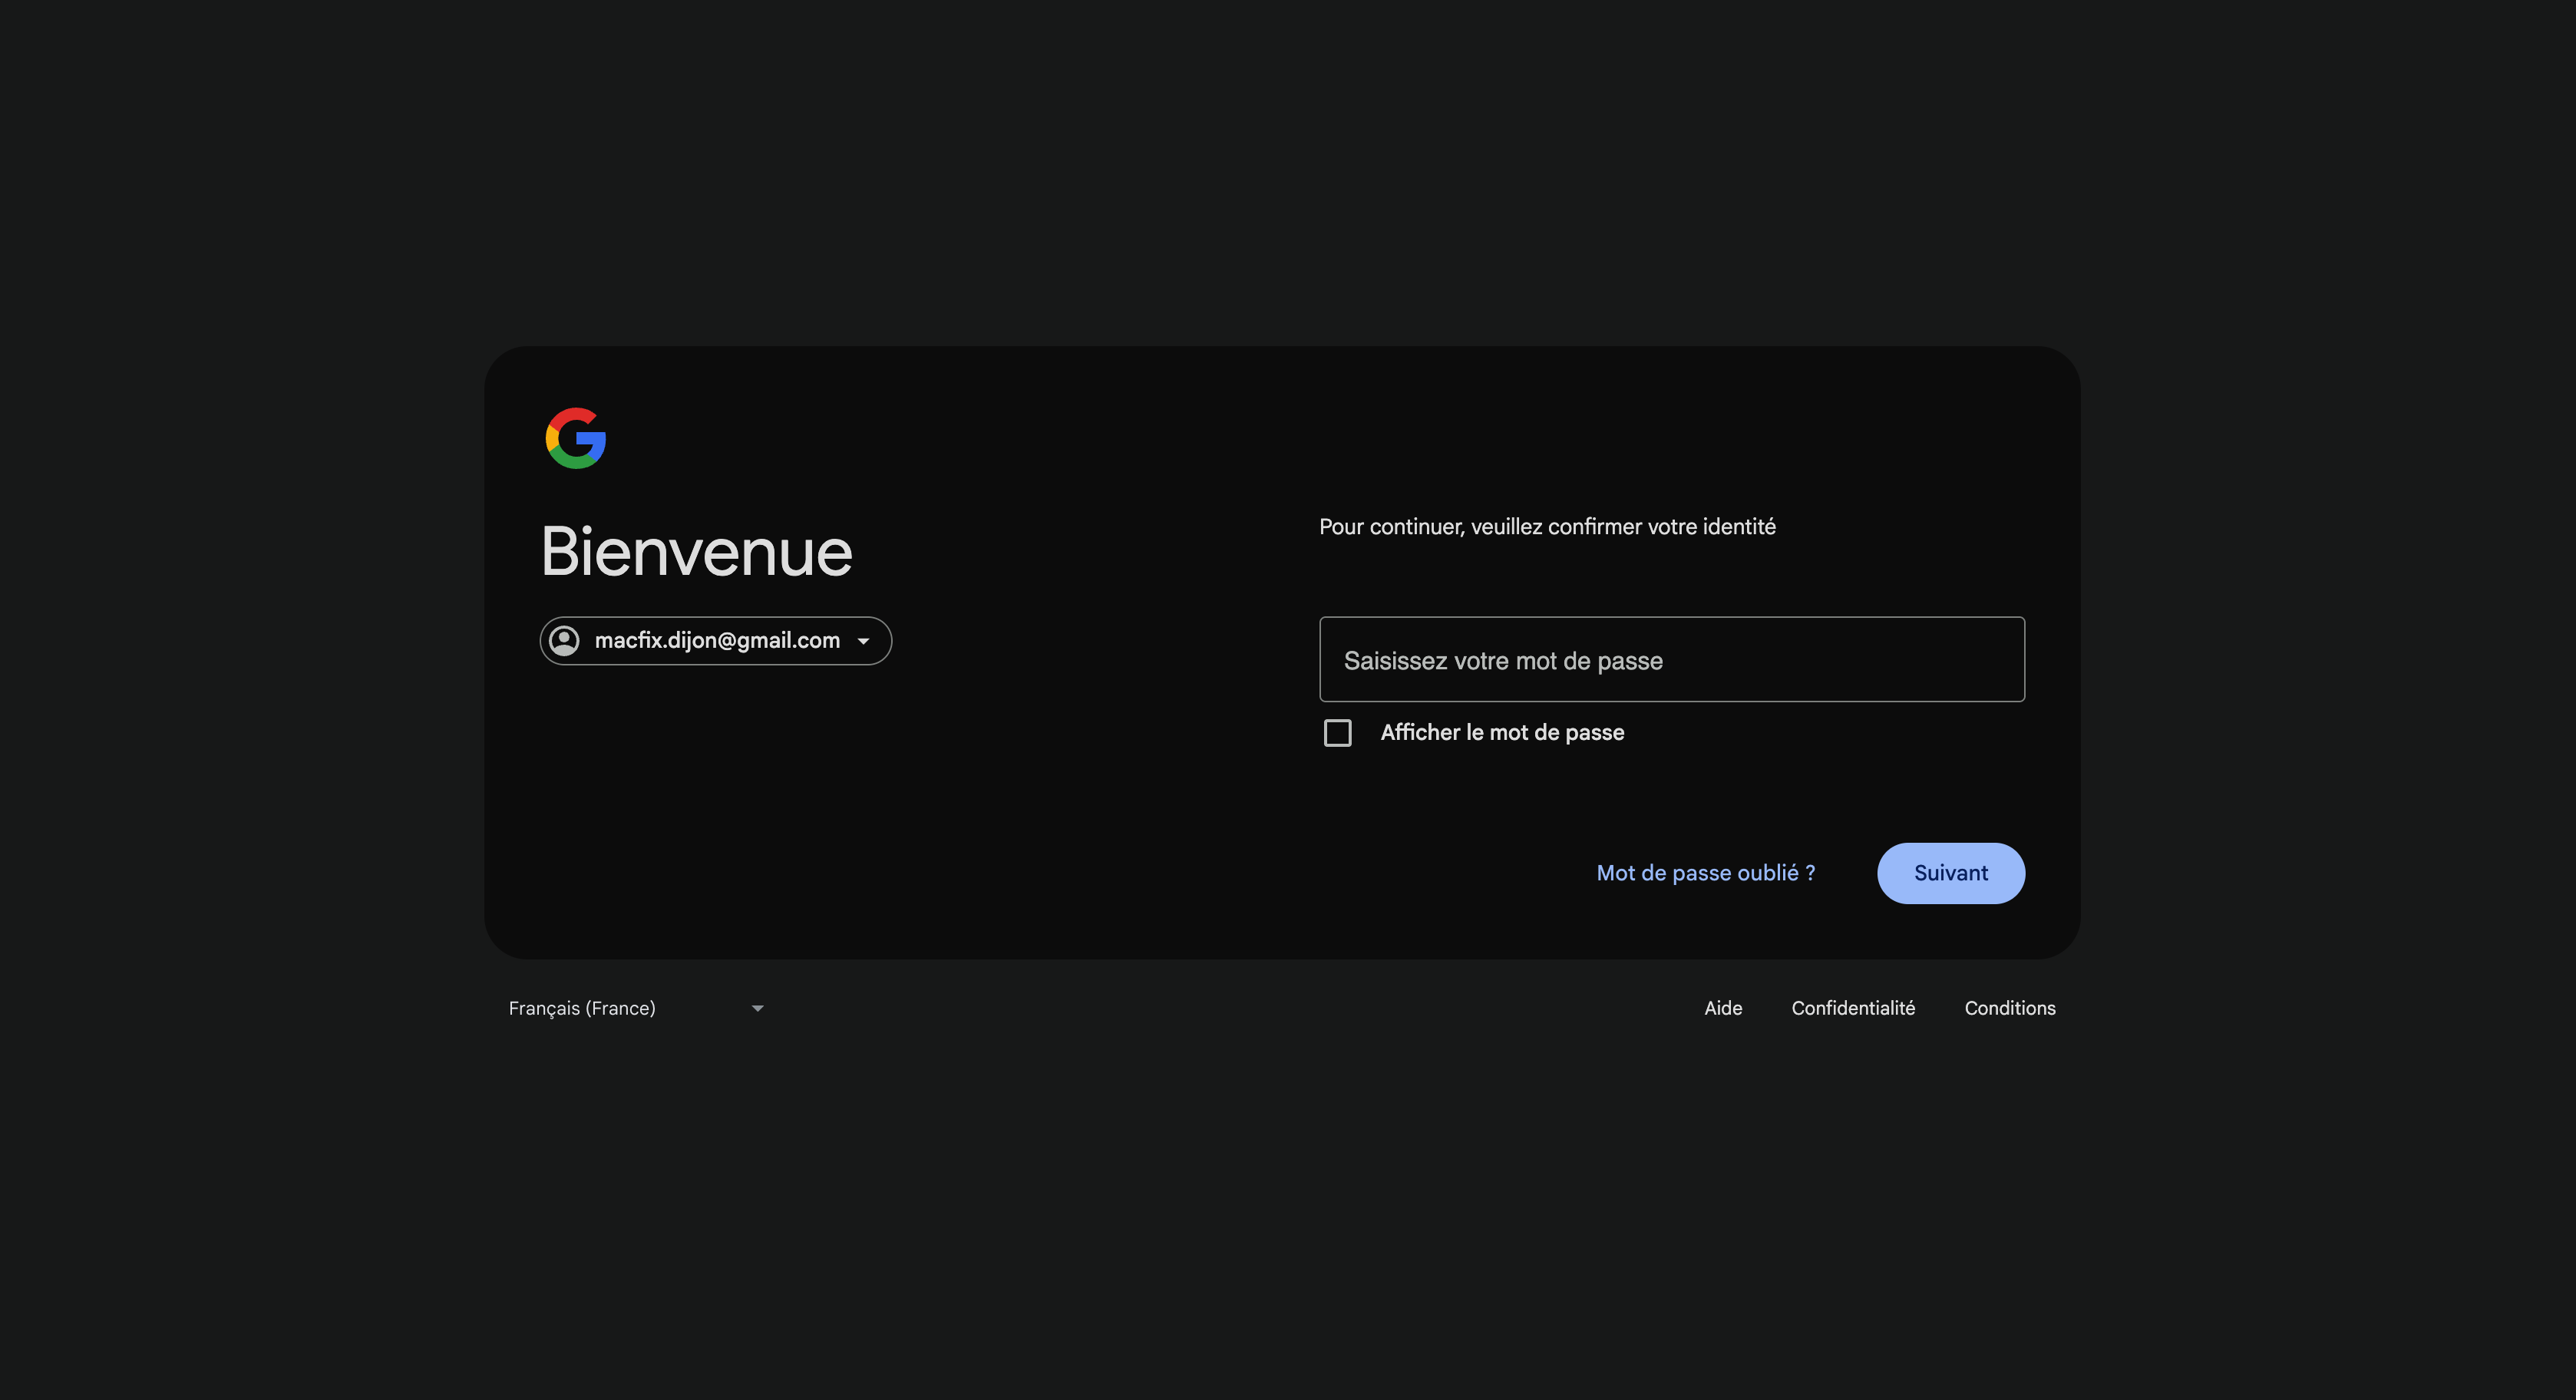 Bienvenue
macfix.dijon@gmail.com
Pour continuer, veuillez confirmer votre identité
Saisissez votre mot de passe
Afficher le mot de passe
Mot de passe oublié ?
Suivant
Français (France)
Aide
Confidentialité
Conditions